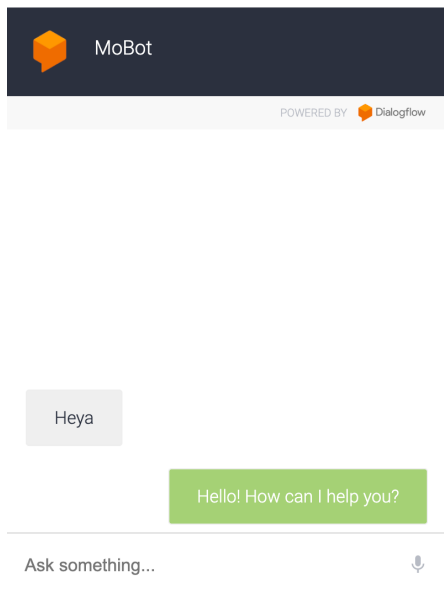 MoBot
POWERED BY Dialogflow
Heya
Hello! How can I help you?
Ask something...